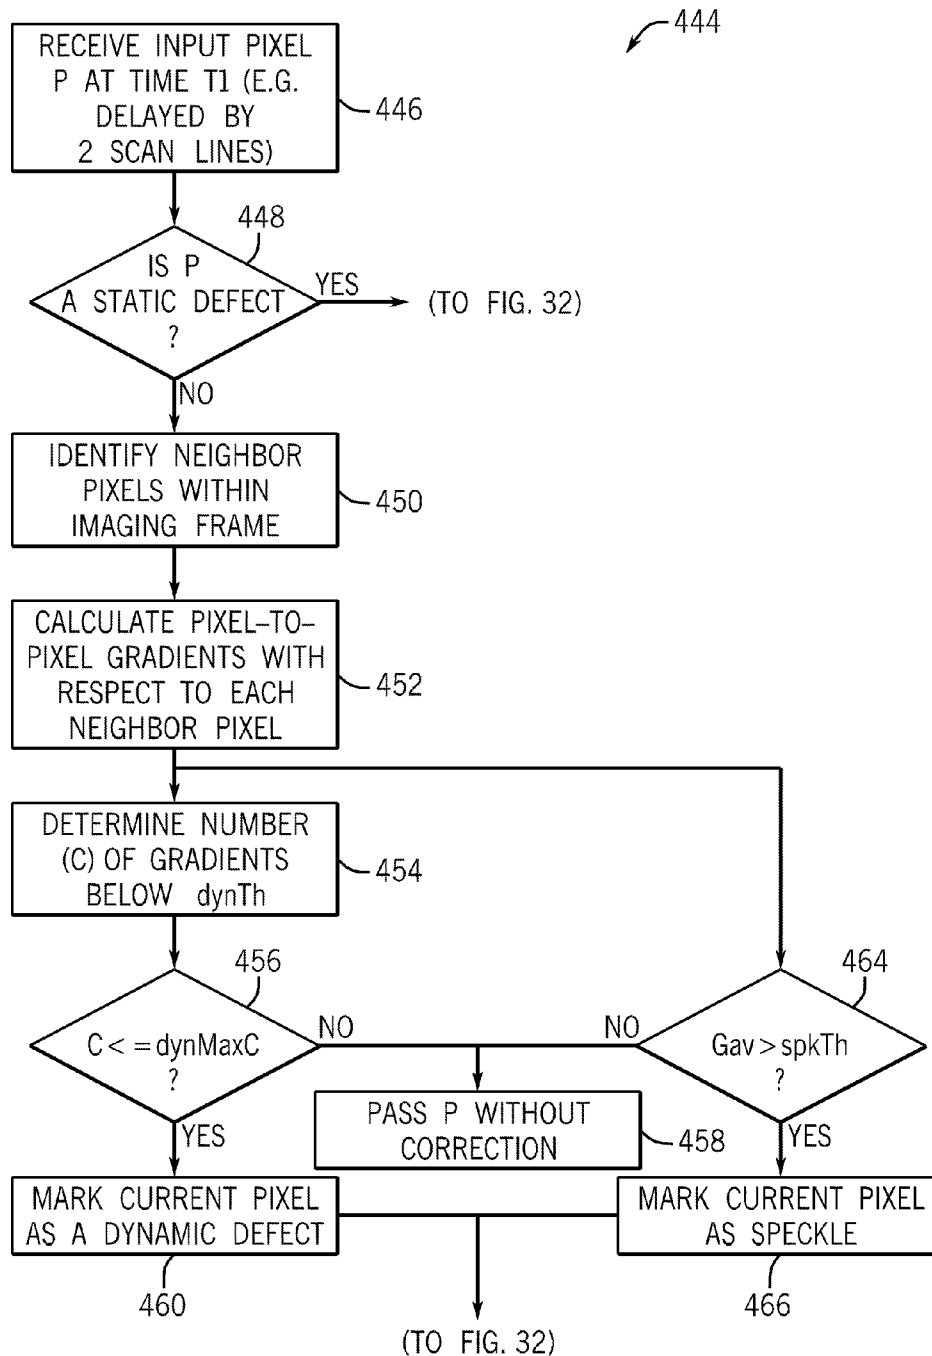 444
RECEIVE INPUT PIXEL
P AT TIME T1 (E.G.
DELAYED BY
2 SCAN LINES)
446
448
IS P
A STATIC DEFECT
?
YES
(TO FIG. 32)
NO
IDENTIFY NEIGHBOR
PIXELS WITHIN
IMAGING FRAME
450
CALCULATE PIXEL–TO–
PIXEL GRADIENTS WITH
RESPECT TO EACH
NEIGHBOR PIXEL
452
DETERMINE NUMBER
(C) OF GRADIENTS
BELOW dynTh
454
456
C < = dynMaxC
?
NO
YES
464
Gav > spkTh
?
NO
YES
PASS P WITHOUT
CORRECTION
458
MARK CURRENT PIXEL
AS A DYNAMIC DEFECT
460
MARK CURRENT PIXEL
AS SPECKLE
466
(TO FIG. 32)